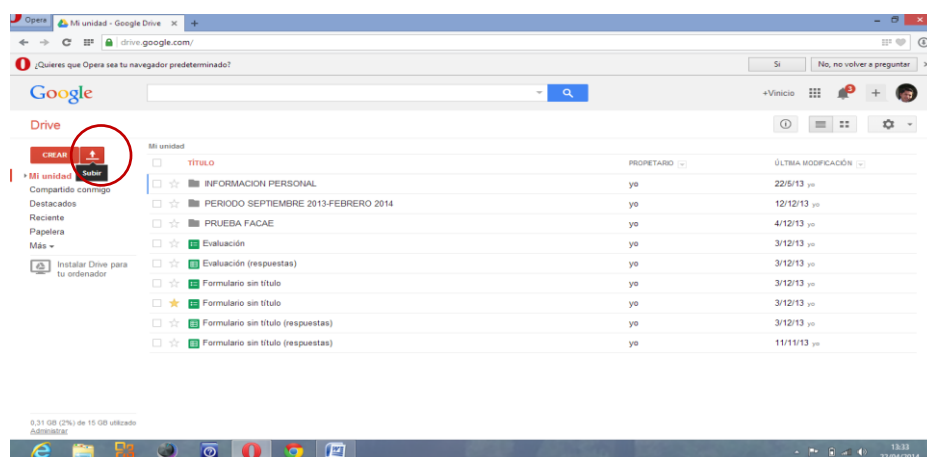 Opera Mi unidad - Google Drive × +
drive.google.com/
¿Quieres que Opera sea tu navegador predeterminado? Si No, no volver a preguntar ×
Google +Vinicio 3 +
Drive
CREAR
Subir
Mi unidad
Compartido conmigo
Destacados
Reciente
Papelera
Más
Instalar Drive para
tu ordenador
Mi unidad
TÍTULO PROPIETARIO ÚLTIMA MODIFICACIÓN
INFORMACION PERSONAL yo 22/5/13 yo
PERIODO SEPTIEMBRE 2013-FEBRERO 2014 yo 12/12/13 yo
PRUEBA FACAE yo 4/12/13 yo
Evaluación yo 3/12/13 yo
Evaluación (respuestas) yo 3/12/13 yo
Formulario sin título yo 3/12/13 yo
Formulario sin título yo 3/12/13 yo
Formulario sin título (respuestas) yo 3/12/13 yo
Formulario sin título (respuestas) yo 11/11/13 yo
0,31 GB (2%) de 15 GB utilizado
Administrar
13:33
22/04/2014